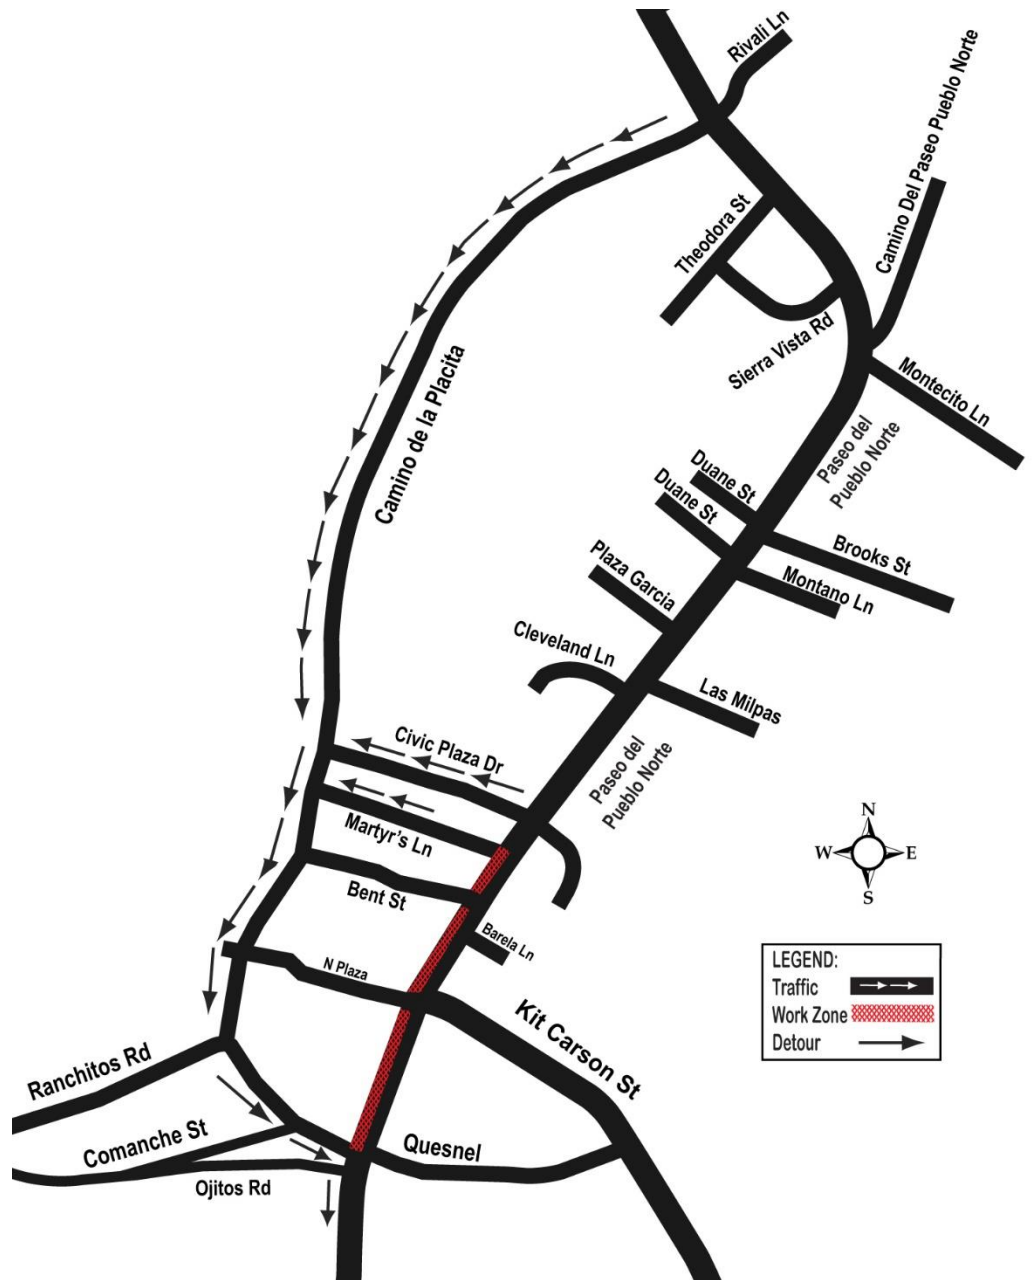 Rivali Ln
Camino Del Paseo Pueblo Norte
Theodora St
Sierra Vista Rd
Montecito Ln
Camino de la Placita
Paseo del
Pueblo Norte
Duane St
Duane St
Brooks St
Montano Ln
Plaza Garcia
Cleveland Ln
Las Milpas
Civic Plaza Dr
Paseo del
Pueblo Norte
Martyr's Ln
N
W E
S
Bent St
Barela Ln
N Plaza
LEGEND:
Traffic
Work Zone
Detour
Kit Carson St
Ranchitos Rd
Comanche St
Quesnel
Ojitos Rd